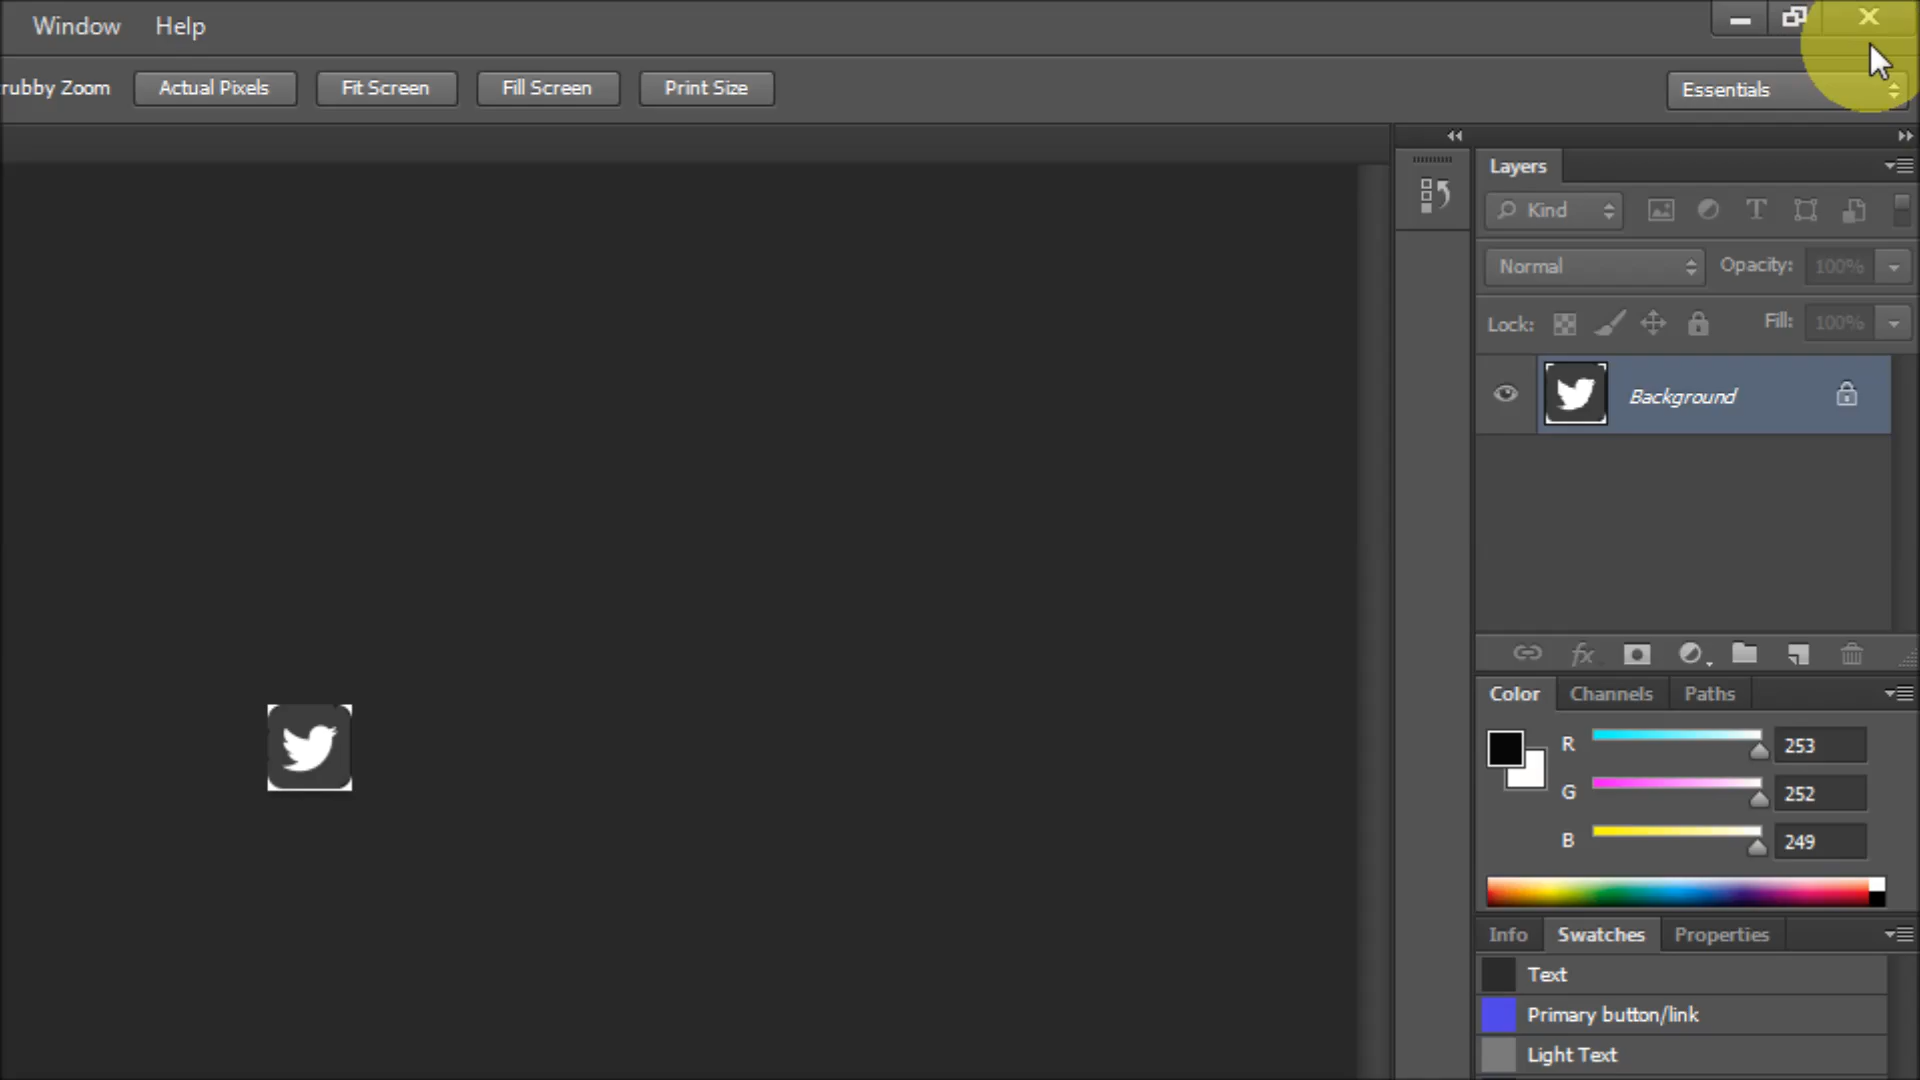 Window Help
rubby Zoom Actual Pixels Fit Screen Fill Screen Print Size
Essentials
Layers
Kind
Normal Opacity: 100%
Lock: Fill: 100%
Background
Color Channels Paths
R 253
G 252
B 249
Info Swatches Properties
Text
Primary button/link
Light Text